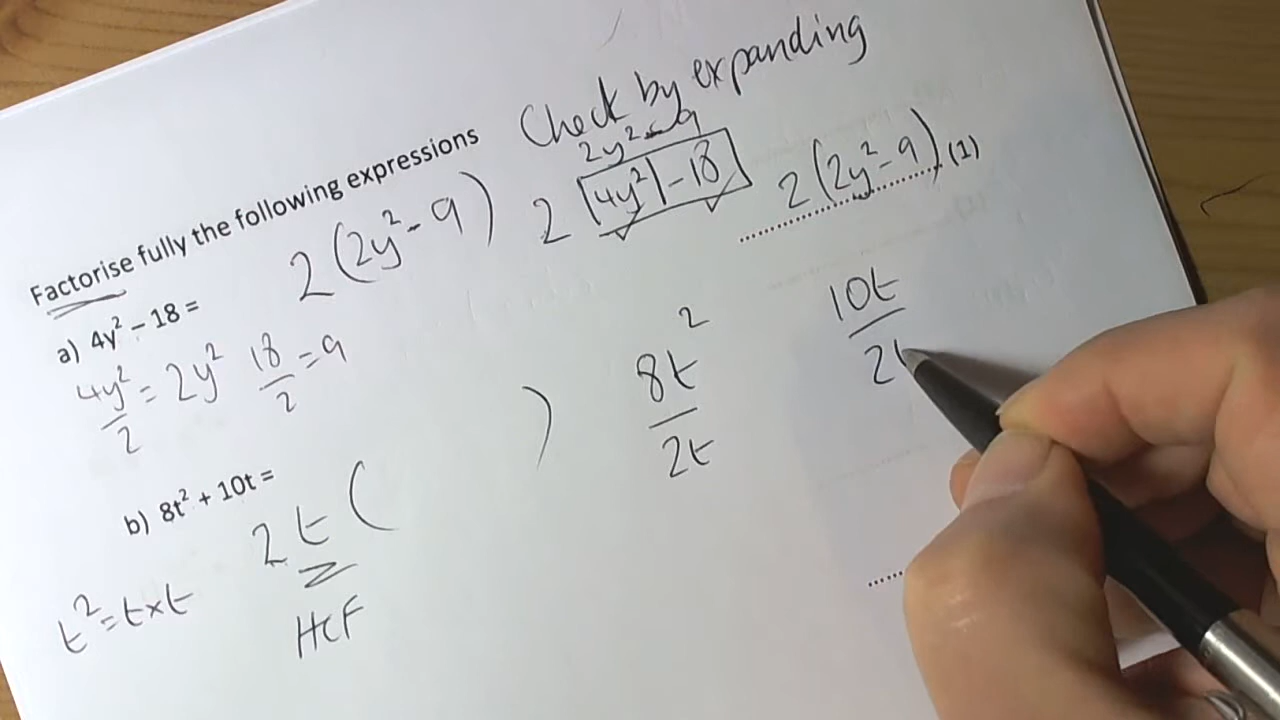 Check by expanding
Factorise fully the following expressions
2(2y² - 9)
2y² - 9
2 4y² - 18
2(2y² - 9) (1)
a) 4y² − 18 =
4y²/2 = 2y² 18/2 = 9
8t²/2t
10t/2t
b) 8t² + 10t =
2t ( )
t² = t×t
HCF